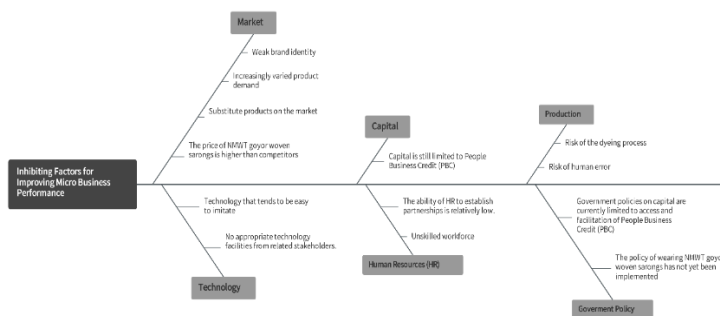 Market
Weak brand identity
Increasingly varied product
demand
Substitute products on the market
The price of NMWT goyor woven
sarongs is higher than competitors
Capital
Capital is still limited to People
Business Credit (PBC)
Production
Risk of the dyeing process
Risk of human error
Inhibiting Factors for
Improving Micro Business
Performance
Technology that tends to be easy
to imitate
No appropriate technology
facilities from related stakeholders.
Technology
The ability of HR to establish
partnerships is relatively low.
Unskilled workforce
Human Resources (HR)
Government policies on capital are
currently limited to access and
facilitation of People Business
Credit (PBC)
The policy of wearing NMWT goyor
woven sarongs has not yet been
implemented
Goverment Policy